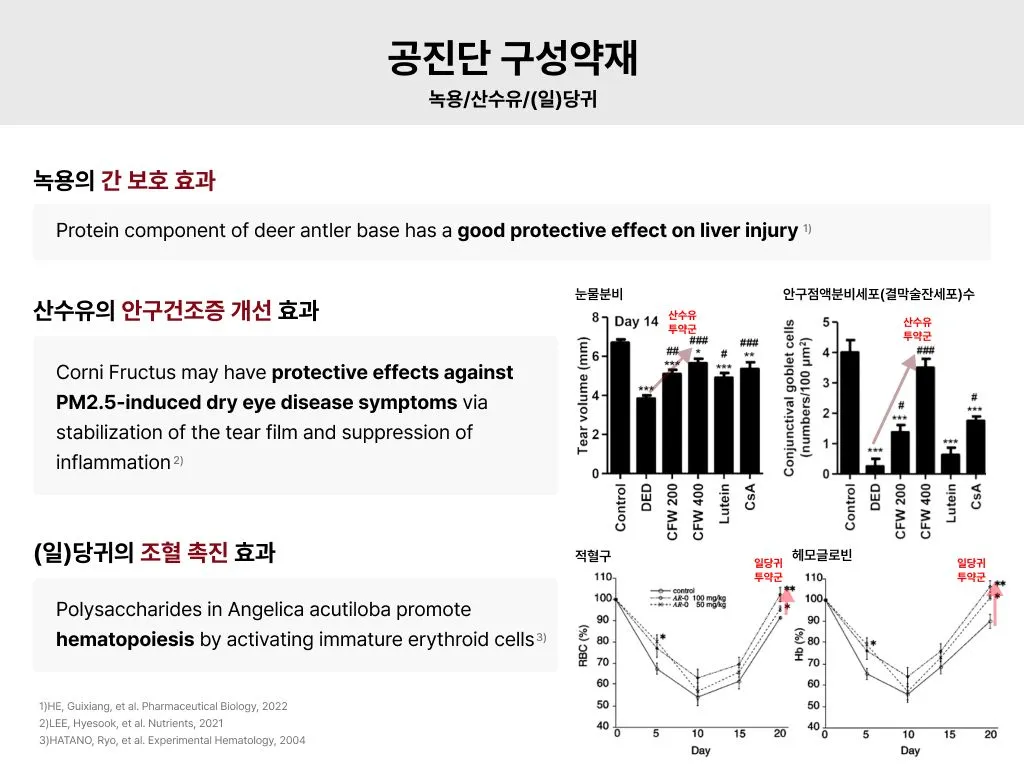 공진단 구성약재
녹용/산수유/(일)당귀
녹용의 간 보호 효과
Protein component of deer antler base has a good protective effect on liver injury 1)
산수유의 안구건조증 개선 효과
Corni Fructus may have protective effects against
PM2.5-induced dry eye disease symptoms via
stabilization of the tear film and suppression of
inflammation 2)
눈물분비
Day 14
산수유
투약군
Tear volume (mm)
8
6
4
2
0
***
##
***
###
*
#
***
###
**
Control
DED
CFW 200
CFW 400
Lutein
CsA
안구점액분비세포(결막술잔세포)수
산수유
투약군
Conjunctival goblet cells
(numbers/100 μm²)
5
4
3
2
1
0
***
#
***
###
***
#
***
Control
DED
CFW 200
CFW 400
Lutein
CsA
(일)당귀의 조혈 촉진 효과
Polysaccharides in Angelica acutiloba promote
hematopoiesis by activating immature erythroid cells 3)
적혈구
일당귀
투약군
control
AR-0 100 mg/kg
AR-0 50 mg/kg
RBC (%)
110
100
90
80
70
60
50
40
*
**
*
0 5 10 15 20
Day
헤모글로빈
일당귀
투약군
Hb (%)
110
100
90
80
70
60
50
40
*
**
*
0 5 10 15 20
Day
1)HE, Guixiang, et al. Pharmaceutical Biology, 2022
2)LEE, Hyesook, et al. Nutrients, 2021
3)HATANO, Ryo, et al. Experimental Hematology, 2004